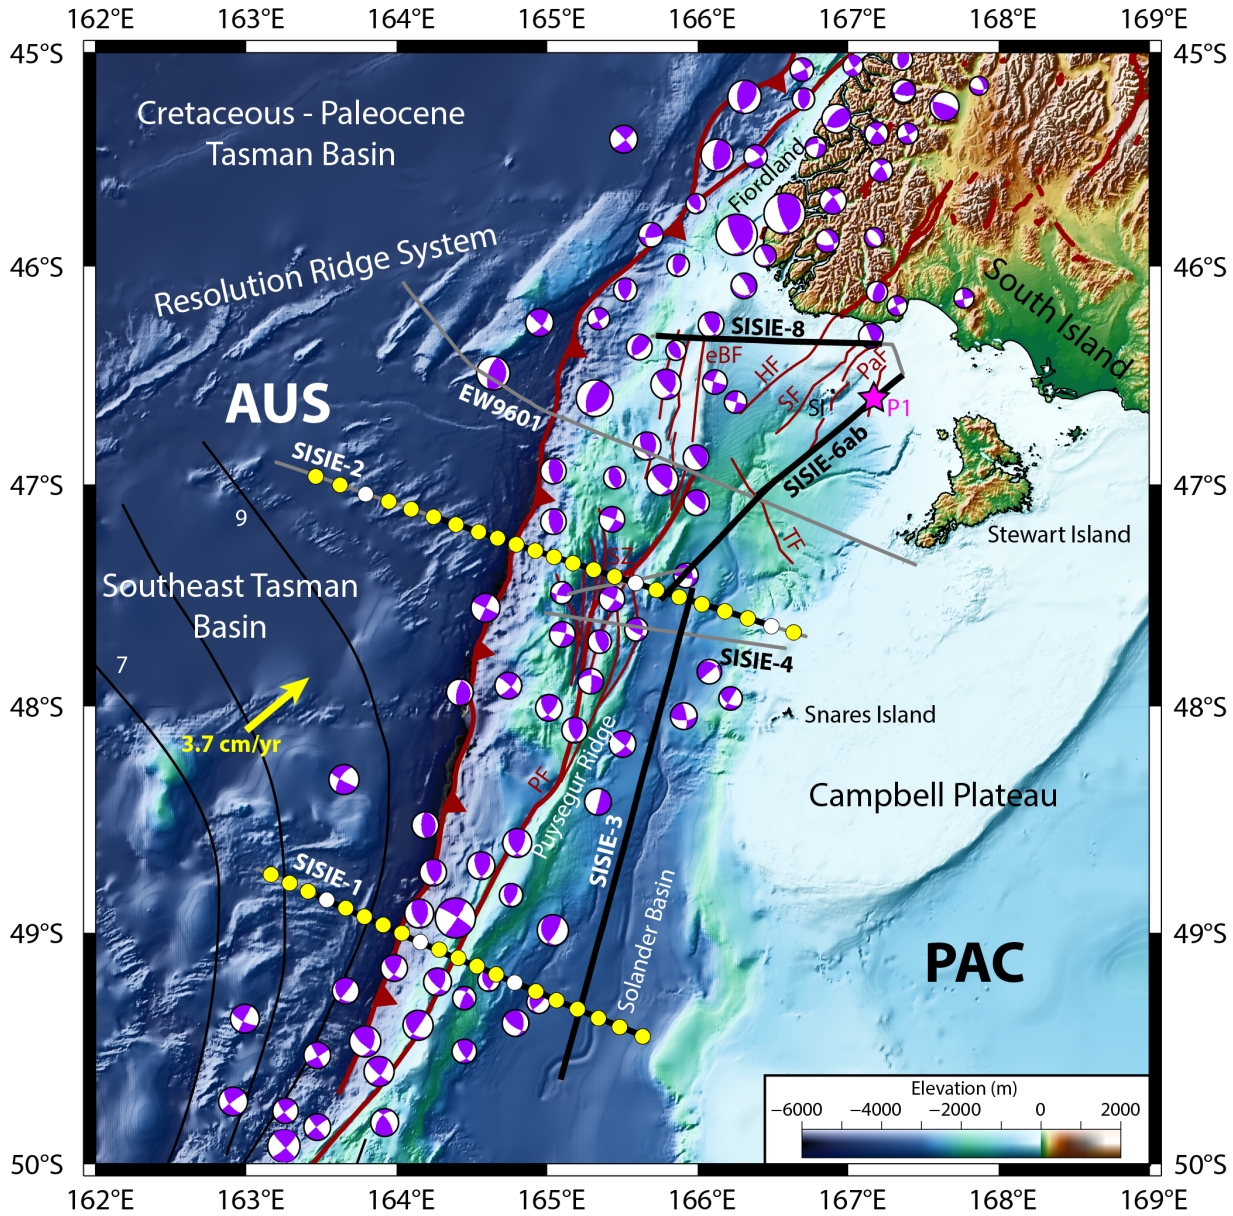 162°E 163°E 164°E 165°E 166°E 167°E 168°E 169°E
45°S 45°S
Cretaceous - Paleocene
Tasman Basin
Fiordland
Resolution Ridge System
46°S 46°S
South Island
SISIE-8
eBF
HF
PaF
SF
SI
P1
AUS
EW9601
SISIE-6ab
SISIE-2
47°S 47°S
9
Stewart Island
TF
SZ
Southeast Tasman
Basin
7
SISIE-4
3.7 cm/yr
48°S 48°S
Snares Island
PF
Puysegur Ridge
Campbell Plateau
SISIE-3
SISIE-1
Solander Basin
49°S 49°S
PAC
Elevation (m)
−6000 −4000 −2000 0 2000
50°S 50°S
162°E 163°E 164°E 165°E 166°E 167°E 168°E 169°E